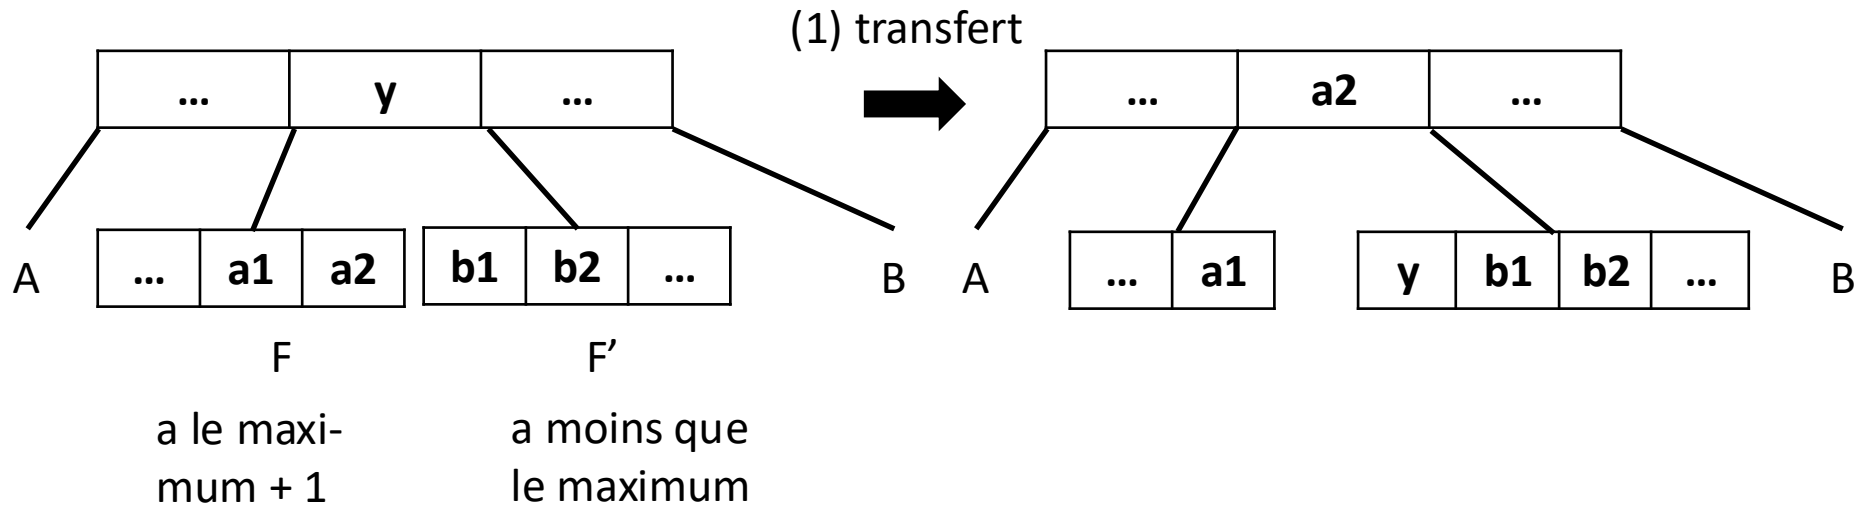 (1) transfert
... y ...
... a2 ...
A ... a1 a2 b1 b2 ... B
A ... a1 y b1 b2 ... B
F F’
a le maxi-
mum + 1
a moins que
le maximum